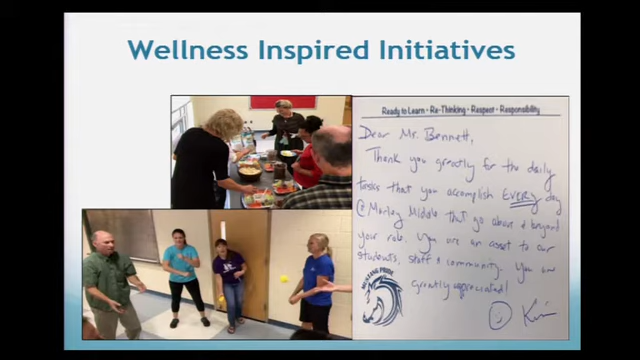 Wellness Inspired Initiatives
Ready to Learn • Re-Thinking • Respect • Responsibility
Dear Mr. Bennett,
Thank you greatly for the daily
tasks that you accomplish EVERY day
@ Marley Middle that go above & beyond
your role. You are an asset to our
students, staff & community. You are
greatly appreciated!
MUSTANG PRIDE